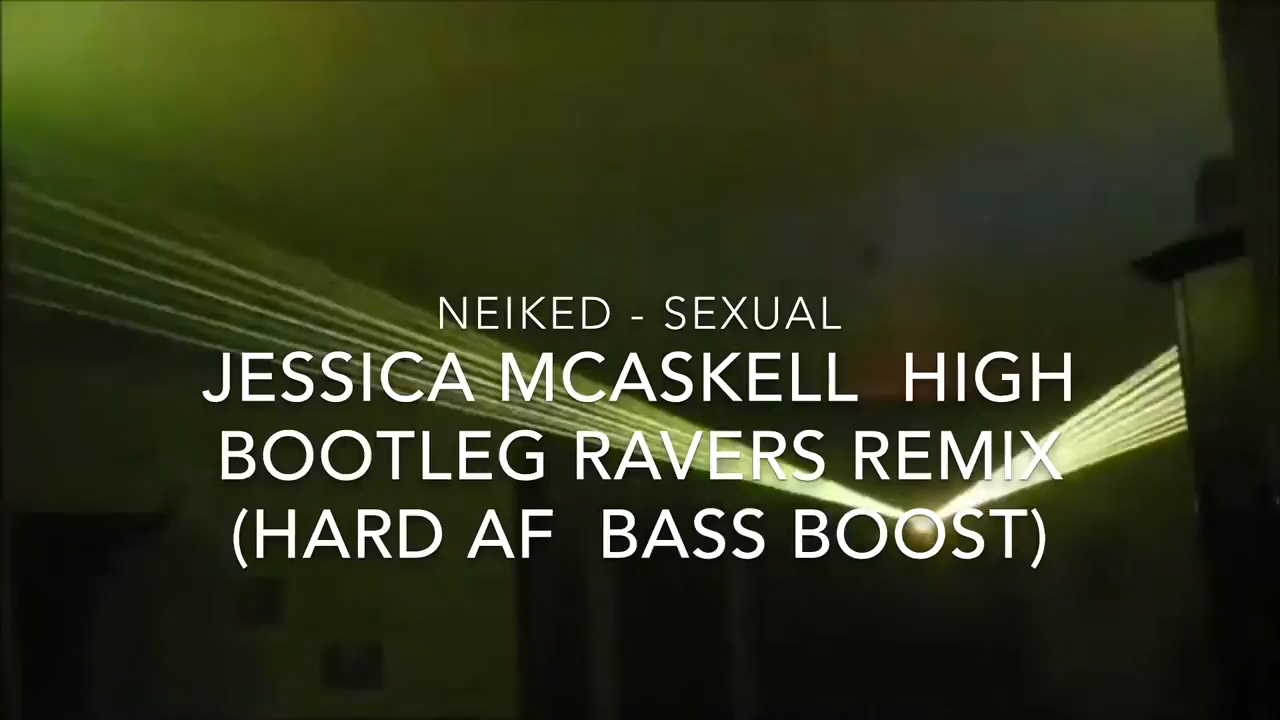 NEIKED - SEXUAL
JESSICA MCASKELL  HIGH
BOOTLEG RAVERS REMIX
(HARD AF  BASS BOOST)